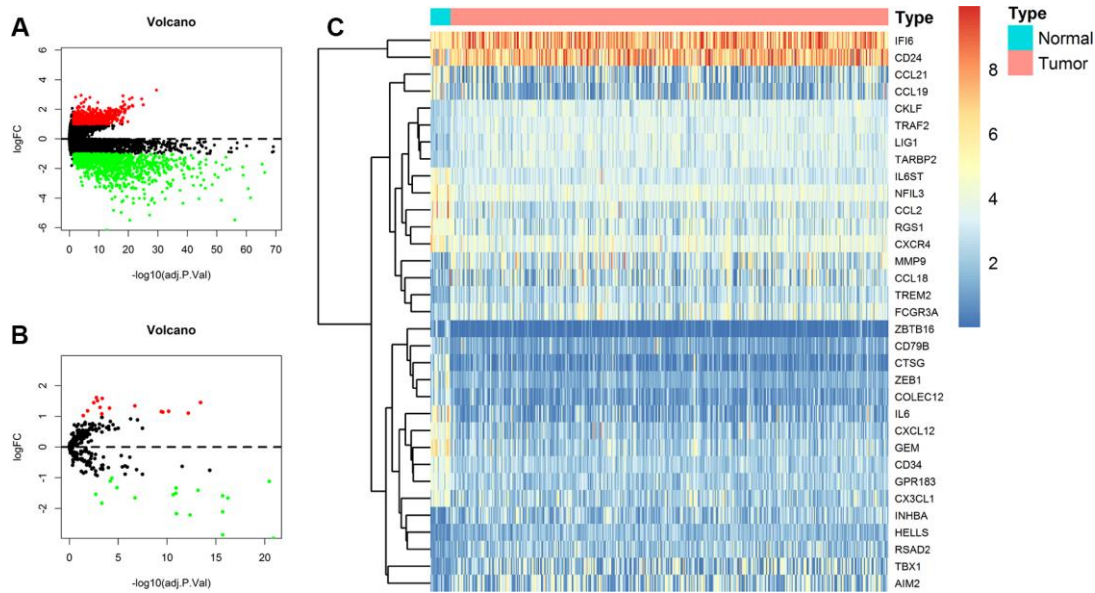 A
Volcano
logFC
6
4
2
0
-2
-4
-6
0
10
20
30
40
50
60
70
-log10(adj.P.Val)
B
Volcano
logFC
2
1
0
-1
-2
0
5
10
15
20
-log10(adj.P.Val)
C
Type
IFI6
CD24
CCL21
CCL19
CKLF
TRAF2
LIG1
TARBP2
IL6ST
NFIL3
CCL2
RGS1
CXCR4
MMP9
CCL18
TREM2
FCGR3A
ZBTB16
CD79B
CTSG
ZEB1
COLEC12
IL6
CXCL12
GEM
CD34
GPR183
CX3CL1
INHBA
HELLS
RSAD2
TBX1
AIM2
8
6
4
2
Type
Normal
Tumor